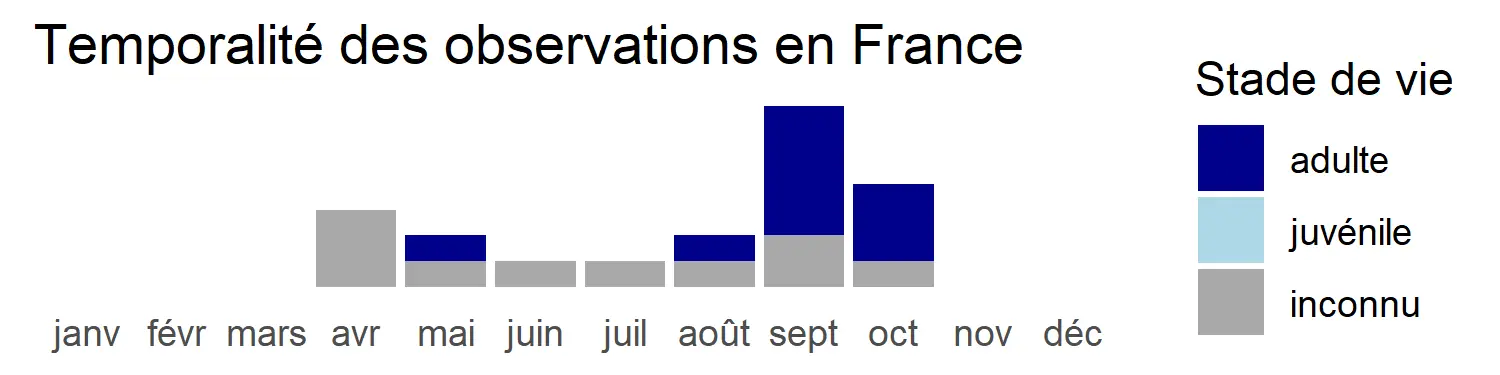 Temporalité des observations en France
Stade de vie
adulte
juvénile
inconnu
janv févr mars avr mai juin juil août sept oct nov déc